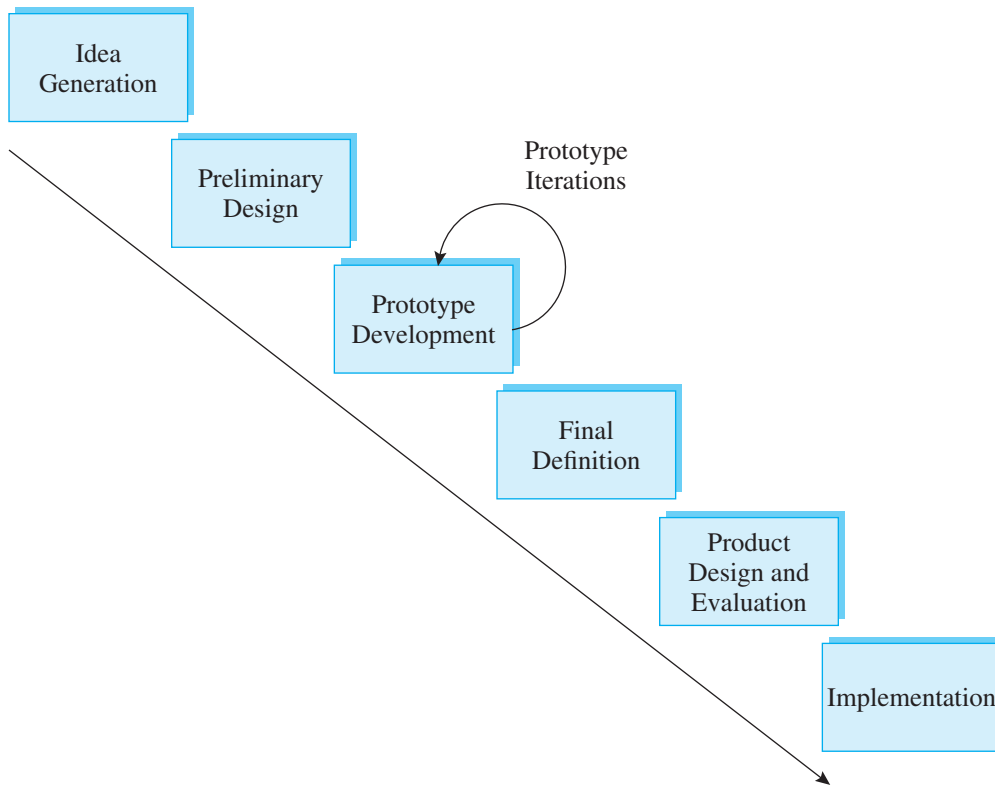 Idea
Generation
Preliminary
Design
Prototype
Iterations
Prototype
Development
Final
Definition
Product
Design and
Evaluation
Implementation